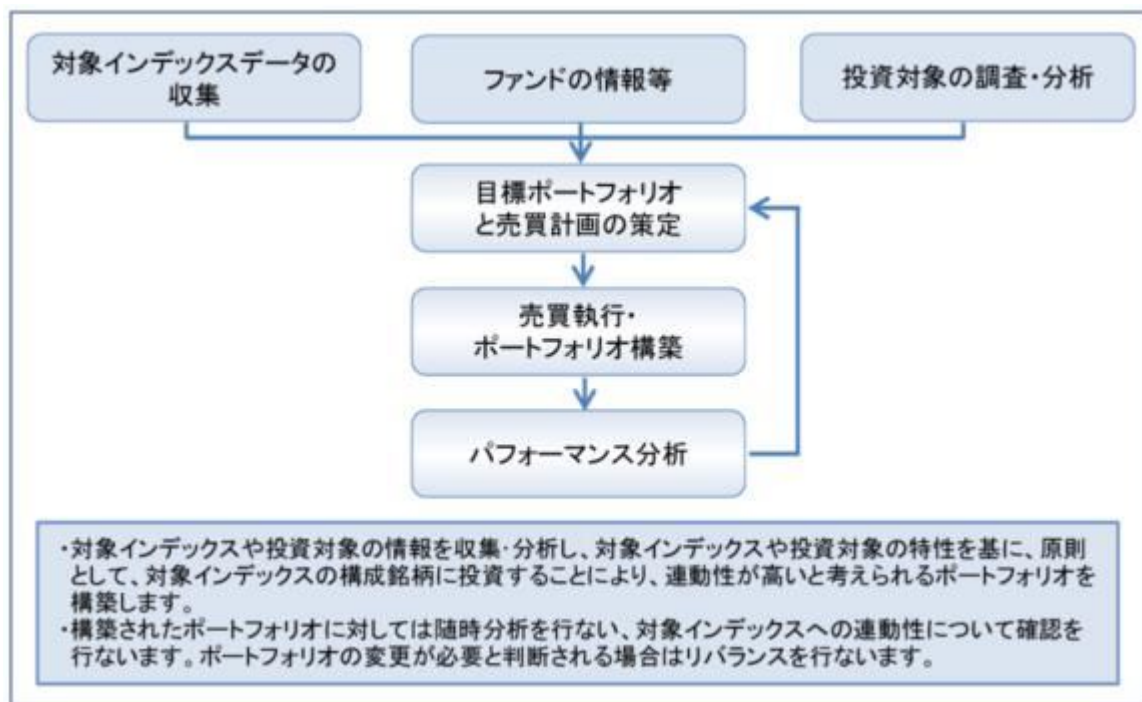 対象インデックスデータの
収集
ファンドの情報等
投資対象の調査・分析
目標ポートフォリオ
と売買計画の策定
売買執行・
ポートフォリオ構築
パフォーマンス分析
・対象インデックスや投資対象の情報を収集・分析し、対象インデックスや投資対象の特性を基に、原則
として、対象インデックスの構成銘柄に投資することにより、連動性が高いと考えられるポートフォリオを
構築します。
・構築されたポートフォリオに対しては随時分析を行ない、対象インデックスへの連動性について確認を
行ないます。ポートフォリオの変更が必要と判断される場合はリバランスを行ないます。